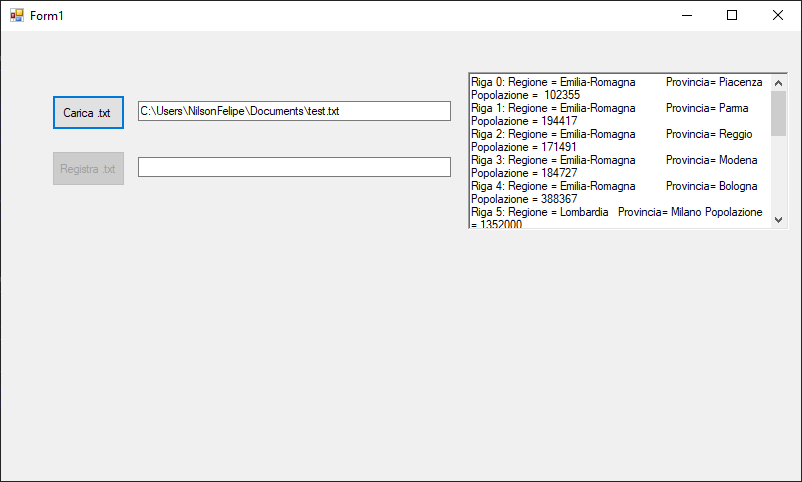 Form1
Carica .txt
C:\Users\NilsonFelipe\Documents\test.txt
Registra .txt
Riga 0: Regione = Emilia-Romagna Provincia= Piacenza
Popolazione = 102355
Riga 1: Regione = Emilia-Romagna Provincia= Parma
Popolazione = 194417
Riga 2: Regione = Emilia-Romagna Provincia= Reggio
Popolazione = 171491
Riga 3: Regione = Emilia-Romagna Provincia= Modena
Popolazione = 184727
Riga 4: Regione = Emilia-Romagna Provincia= Bologna
Popolazione = 388367
Riga 5: Regione = Lombardia Provincia= Milano Popolazione
= 1352000